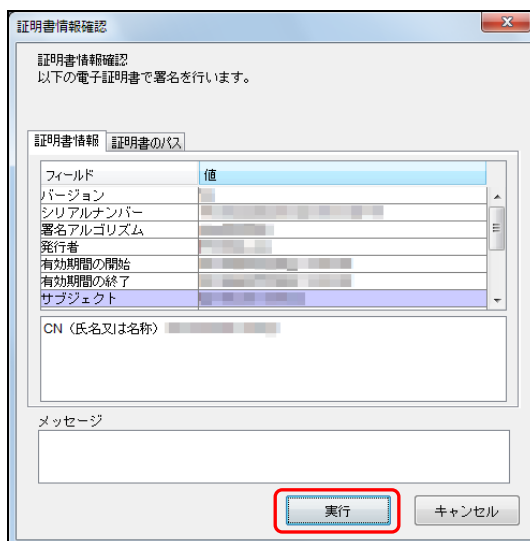 証明書情報確認
証明書情報確認
以下の電子証明書で署名を行います。
証明書情報 証明書のパス
フィールド 値
バージョン
シリアルナンバー
署名アルゴリズム
発行者
有効期間の開始
有効期間の終了
サブジェクト
CN（氏名又は名称）
メッセージ
実行 キャンセル